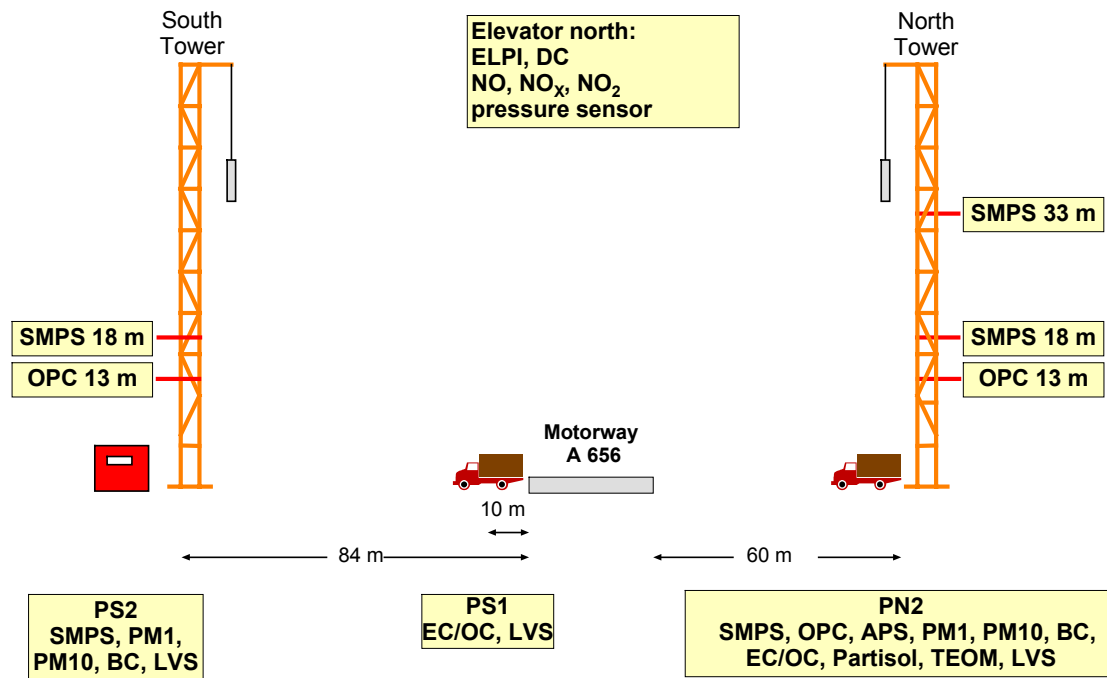 South
Tower
Elevator north:
ELPI, DC
NO, NOX, NO2
pressure sensor
North
Tower
SMPS 33 m
SMPS 18 m
SMPS 18 m
OPC 13 m
OPC 13 m
Motorway
A 656
10 m
84 m
60 m
PS2
SMPS, PM1,
PM10, BC, LVS
PS1
EC/OC, LVS
PN2
SMPS, OPC, APS, PM1, PM10, BC,
EC/OC, Partisol, TEOM, LVS